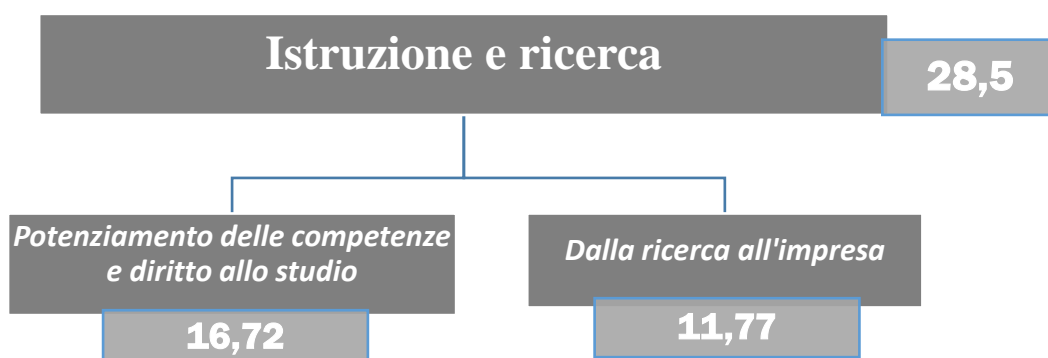 Istruzione e ricerca
28,5
Potenziamento delle competenze
e diritto allo studio
16,72
Dalla ricerca all'impresa
11,77